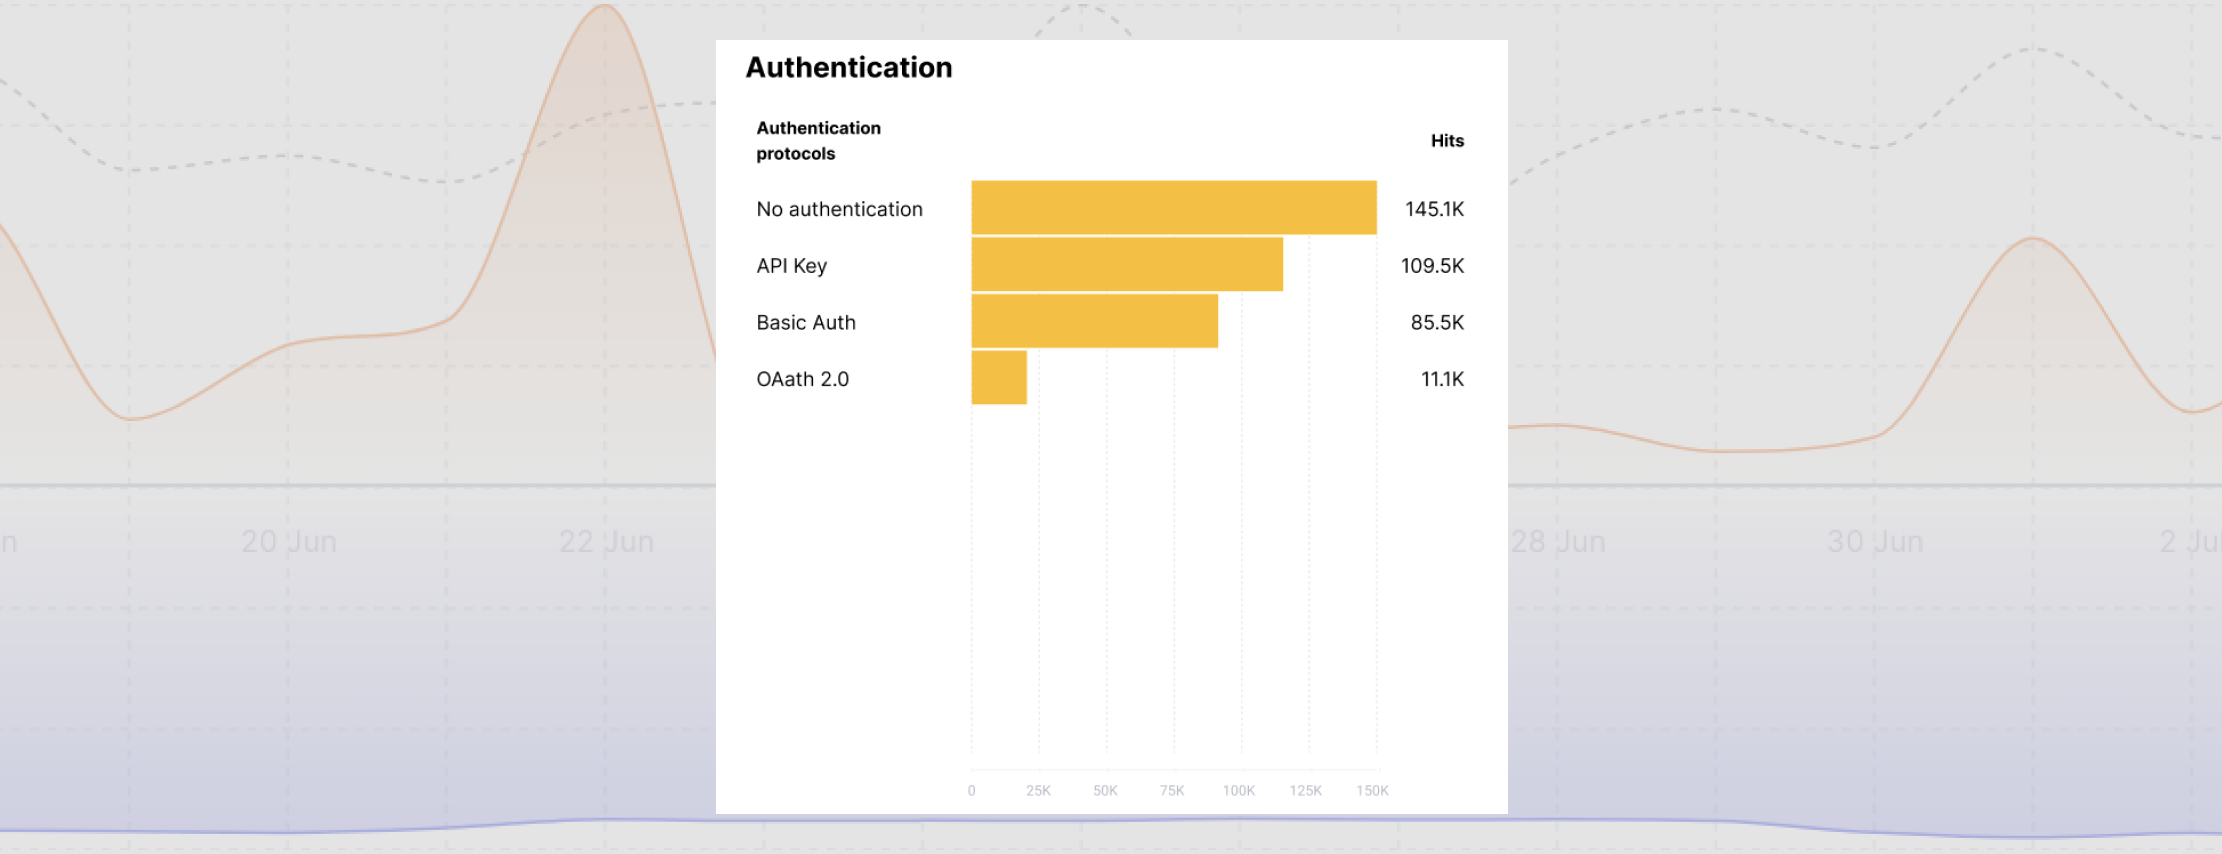 Authentication
Authentication
protocols
Hits
No authentication 145.1K
API Key 109.5K
Basic Auth 85.5K
OAath 2.0 11.1K
0 25K 50K 75K 100K 125K 150K
n 20 Jun 22 Jun 28 Jun 30 Jun 2 Ju